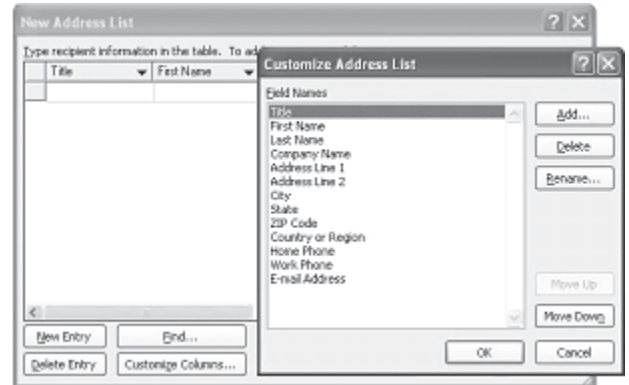 New Address List
Type recipient information in the table. To ad
Title First Name
New Entry Find...
Delete Entry Customize Columns...
Customize Address List
Field Names
Title
First Name
Last Name
Company Name
Address Line 1
Address Line 2
City
State
ZIP Code
Country or Region
Home Phone
Work Phone
E-mail Address
Add...
Delete
Rename...
Move Up
Move Down
OK Cancel